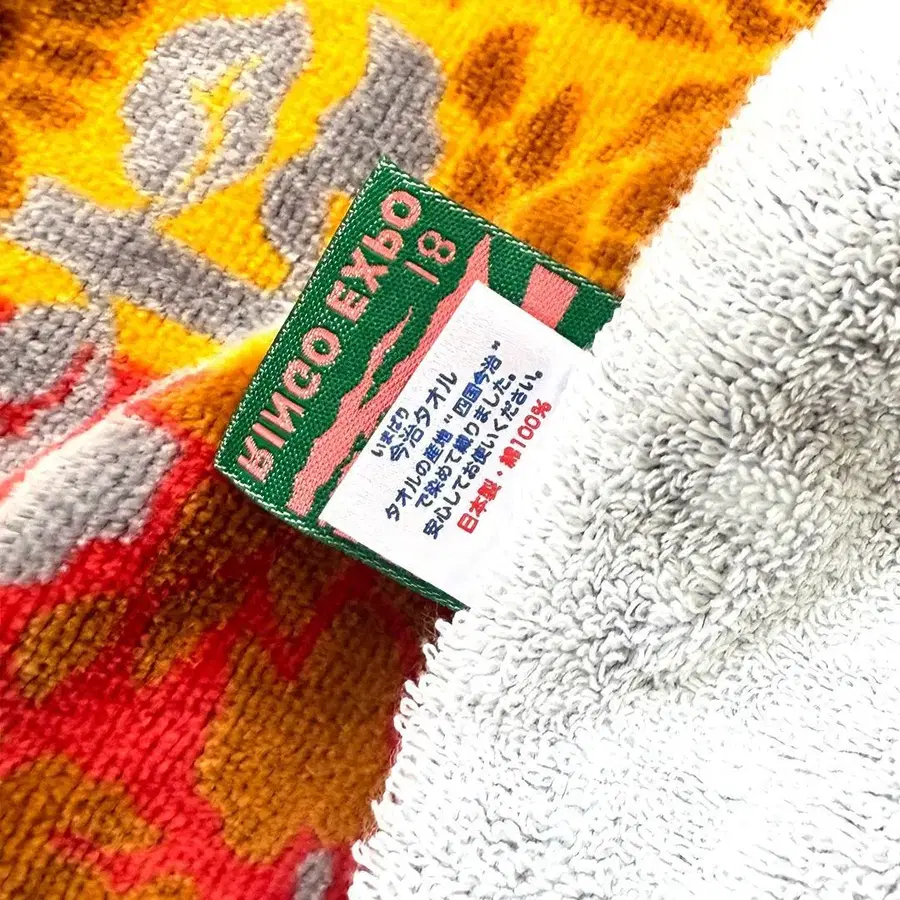 RINGO EXPO
18
いまばり
今治タオル
タオルの産地“四国今治”
で染めて織りました。
安心してお使いください。
日本製・綿100%